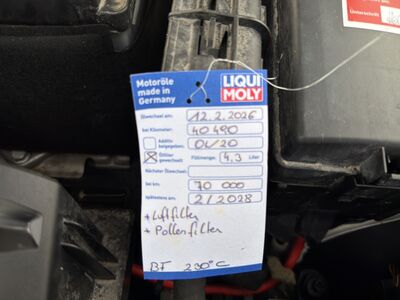 Motoröle
made in
Germany
LIQUI
MOLY
Ölwechsel am: 12.2.2026
bei Kilometer: 40 490
Additiv
beigegeben: 0W20
Ölfilter
gewechselt: Füllmenge: 4,3 Liter
Nächster Ölwechsel:
bei km: 70 000
spätestens am: 2/2028
+ Luftfilter
+ Pollenfilter
BF 230°C
Unterschrift